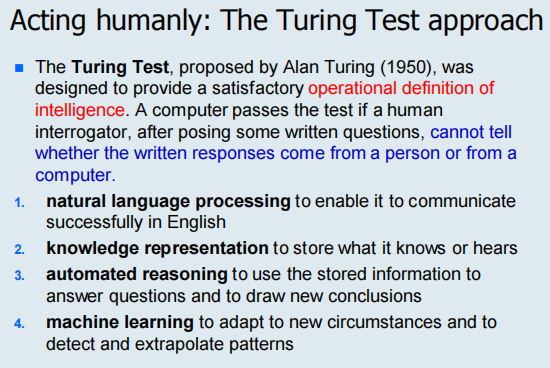 Acting humanly: The Turing Test approach
The Turing Test, proposed by Alan Turing (1950), was
designed to provide a satisfactory operational definition of
intelligence. A computer passes the test if a human
interrogator, after posing some written questions, cannot tell
whether the written responses come from a person or from a
computer.
1. natural language processing to enable it to communicate
successfully in English
2. knowledge representation to store what it knows or hears
3. automated reasoning to use the stored information to
answer questions and to draw new conclusions
4. machine learning to adapt to new circumstances and to
detect and extrapolate patterns